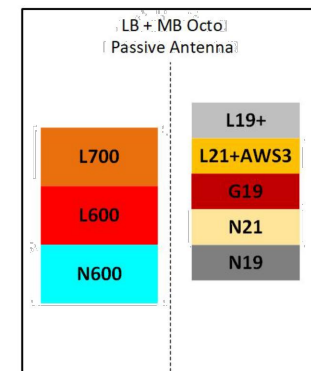 LB + MB Octo
Passive Antenna
L700
L600
N600
L19+
L21+AWS3
G19
N21
N19